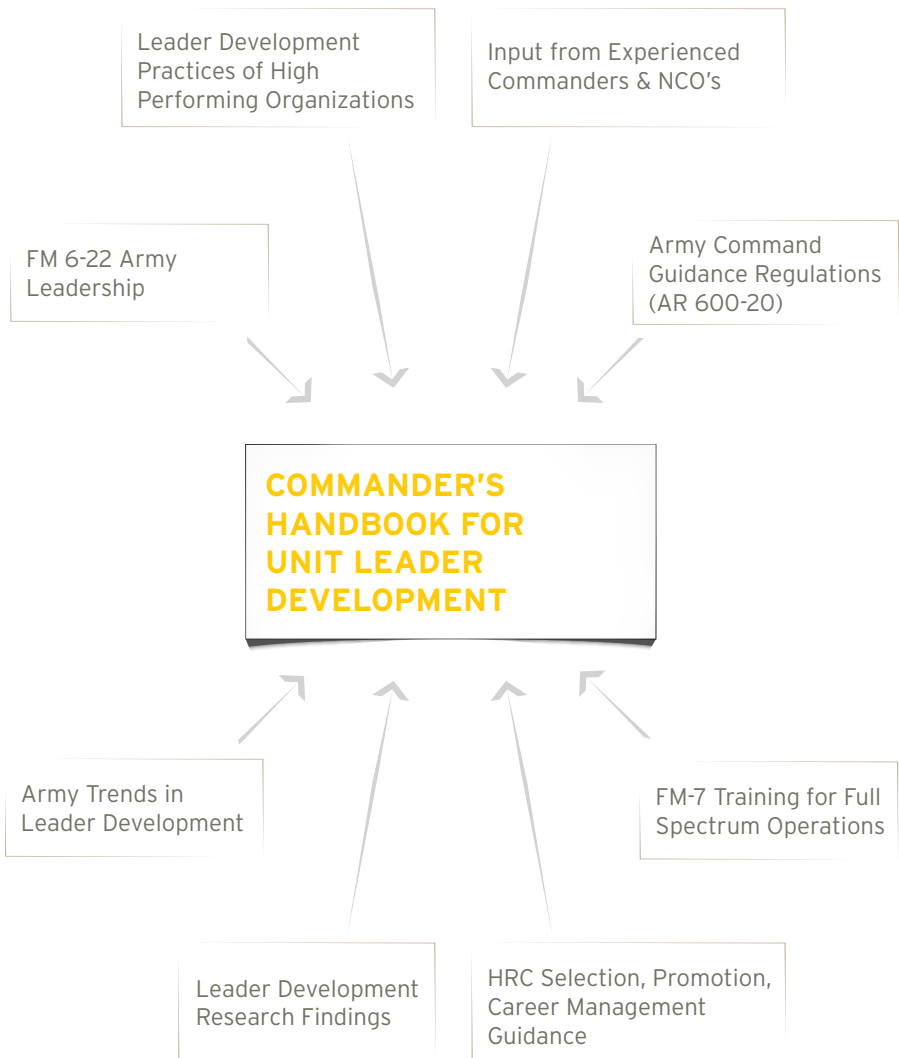 Leader Development
Practices of High
Performing Organizations
Input from Experienced
Commanders & NCO's
FM 6-22 Army
Leadership
Army Command
Guidance Regulations
(AR 600-20)
COMMANDER'S
HANDBOOK FOR
UNIT LEADER
DEVELOPMENT
Army Trends in
Leader Development
FM-7 Training for Full
Spectrum Operations
Leader Development
Research Findings
HRC Selection, Promotion,
Career Management
Guidance